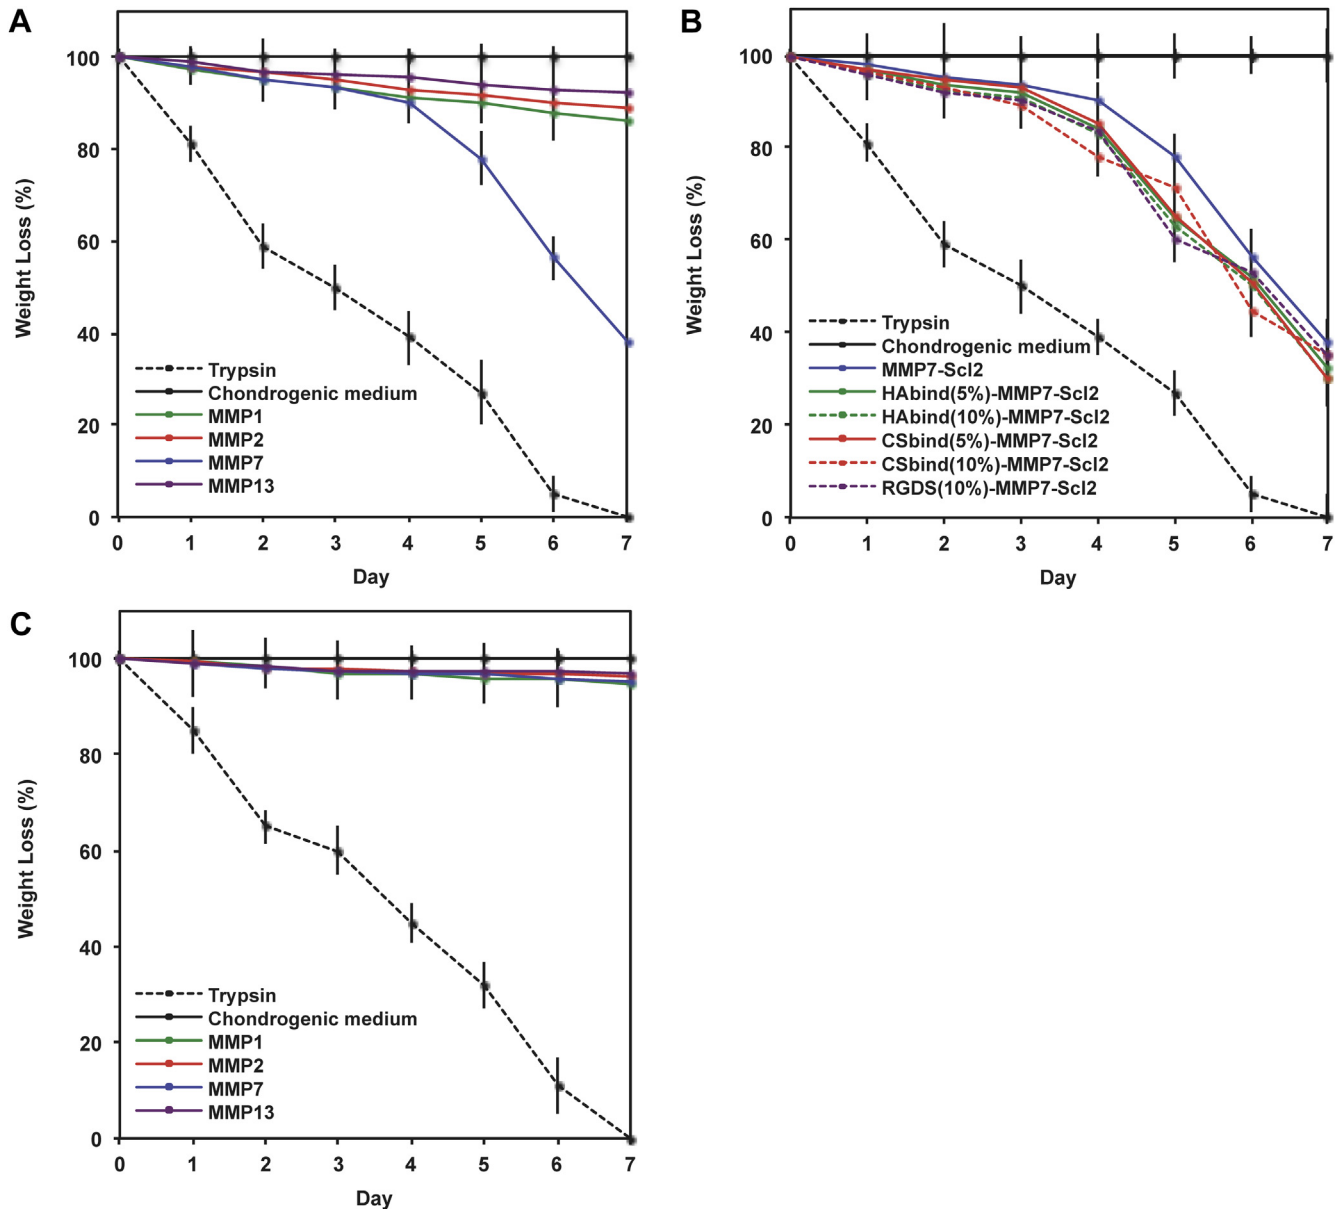 A
Weight Loss (%)
100
80
60
40
20
0
Trypsin
Chondrogenic medium
MMP1
MMP2
MMP7
MMP13
0 1 2 3 4 5 6 7
Day
B
Weight Loss (%)
100
80
60
40
20
0
Trypsin
Chondrogenic medium
MMP7-Scl2
HAbind(5%)-MMP7-Scl2
HAbind(10%)-MMP7-Scl2
CSbind(5%)-MMP7-Scl2
CSbind(10%)-MMP7-Scl2
RGDS(10%)-MMP7-Scl2
0 1 2 3 4 5 6 7
Day
C
Weight Loss (%)
100
80
60
40
20
0
Trypsin
Chondrogenic medium
MMP1
MMP2
MMP7
MMP13
0 1 2 3 4 5 6 7
Day